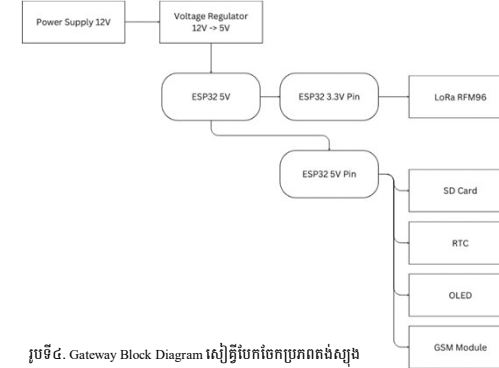 Power Supply 12V
Voltage Regulator
12V -> 5V
ESP32 5V
ESP32 3.3V Pin
LoRa RFM96
ESP32 5V Pin
SD Card
RTC
OLED
GSM Module
រូបទី៤. Gateway Block Diagram សៀគ្វីបែកចែកប្រភពតង់ស្យុង